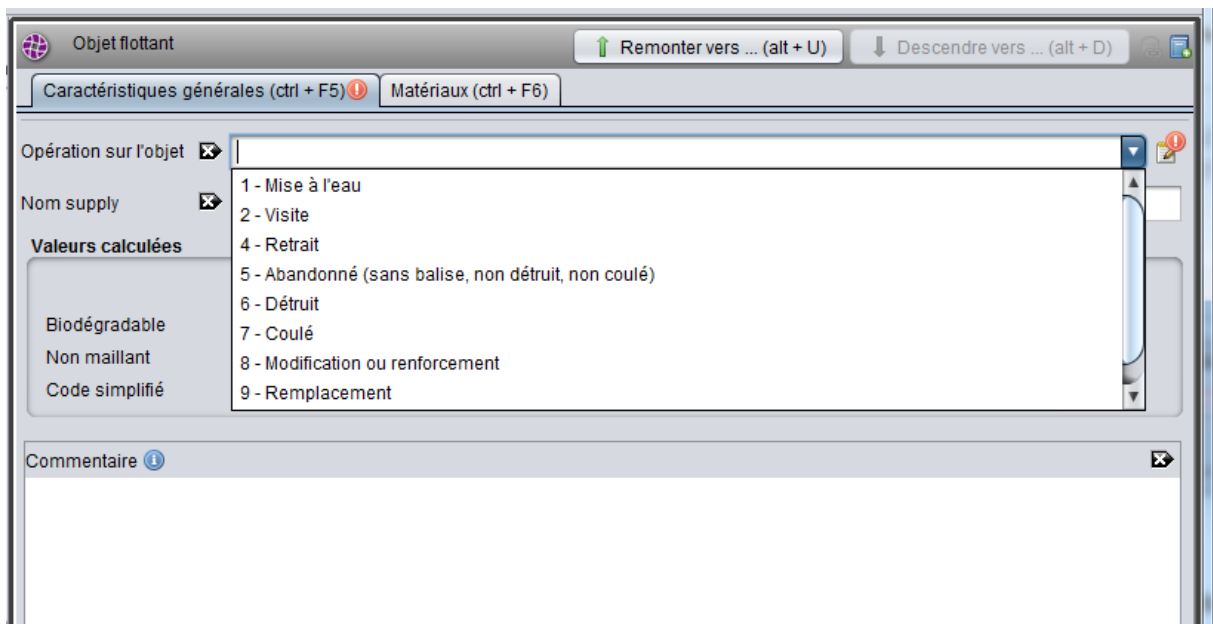 Objet flottant
Remonter vers ... (alt + U)
Descendre vers ... (alt + D)
Caractéristiques générales (ctrl + F5)
Matériaux (ctrl + F6)
Opération sur l'objet
1 - Mise à l'eau
2 - Visite
4 - Retrait
5 - Abandonné (sans balise, non détruit, non coulé)
6 - Détruit
7 - Coulé
8 - Modification ou renforcement
9 - Remplacement
Nom supply
Valeurs calculées
Biodégradable
Non maillant
Code simplifié
Commentaire